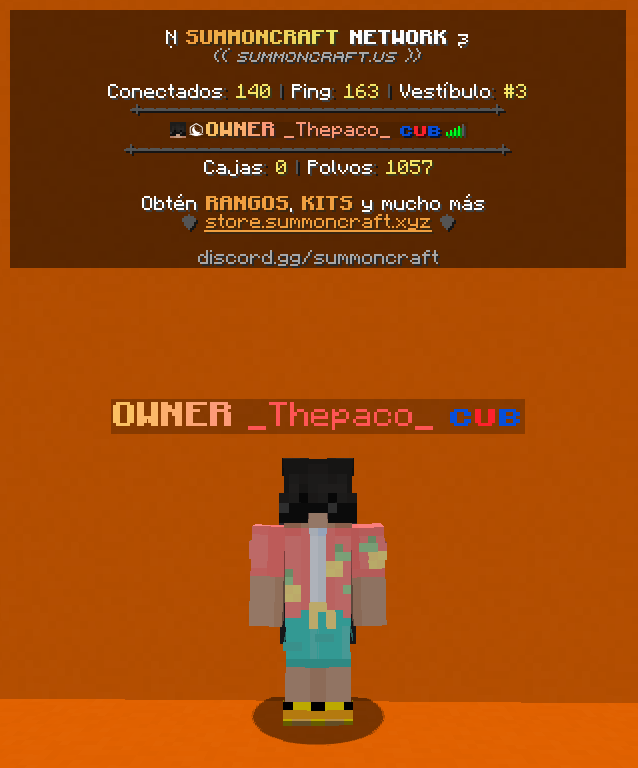 SUMMONCRAFT NETWORK
(( SUMMONCRAFT.US ))
Conectados: 140 | Ping: 163 | Vestíbulo: #3
OWNER _Thepaco_ CUB
Cajas: 0 | Polvos: 1057
Obtén RANGOS, KITS y mucho más
store.summoncraft.xyz
discord.gg/summoncraft
OWNER _Thepaco_ CUB